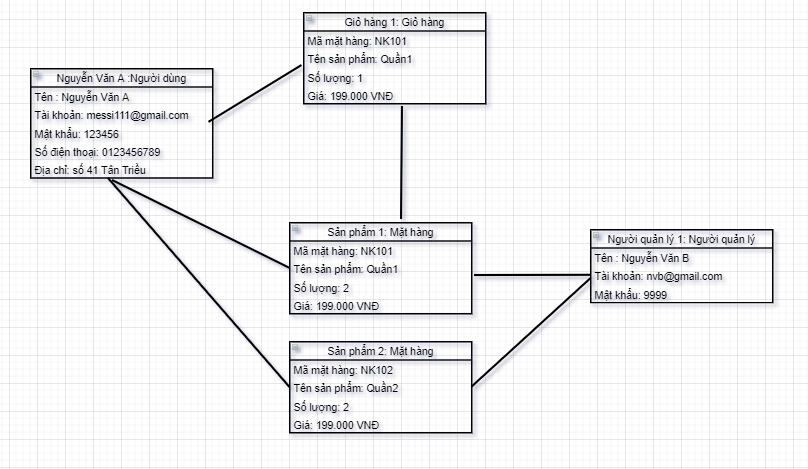 Giỏ hàng 1: Giỏ hàng
Mã mặt hàng: NK101
Tên sản phẩm: Quần1
Số lượng: 1
Giá: 199.000 VNĐ
Nguyễn Văn A :Người dùng
Tên : Nguyễn Văn A
Tài khoản: messi111@gmail.com
Mật khẩu: 123456
Số điện thoại: 0123456789
Địa chỉ: số 41 Tân Triều
Sản phẩm 1: Mặt hàng
Mã mặt hàng: NK101
Tên sản phẩm: Quần1
Số lượng: 2
Giá: 199.000 VNĐ
Người quản lý 1: Người quản lý
Tên : Nguyễn Văn B
Tài khoản: nvb@gmail.com
Mật khẩu: 9999
Sản phẩm 2: Mặt hàng
Mã mặt hàng: NK102
Tên sản phẩm: Quần2
Số lượng: 2
Giá: 199.000 VNĐ